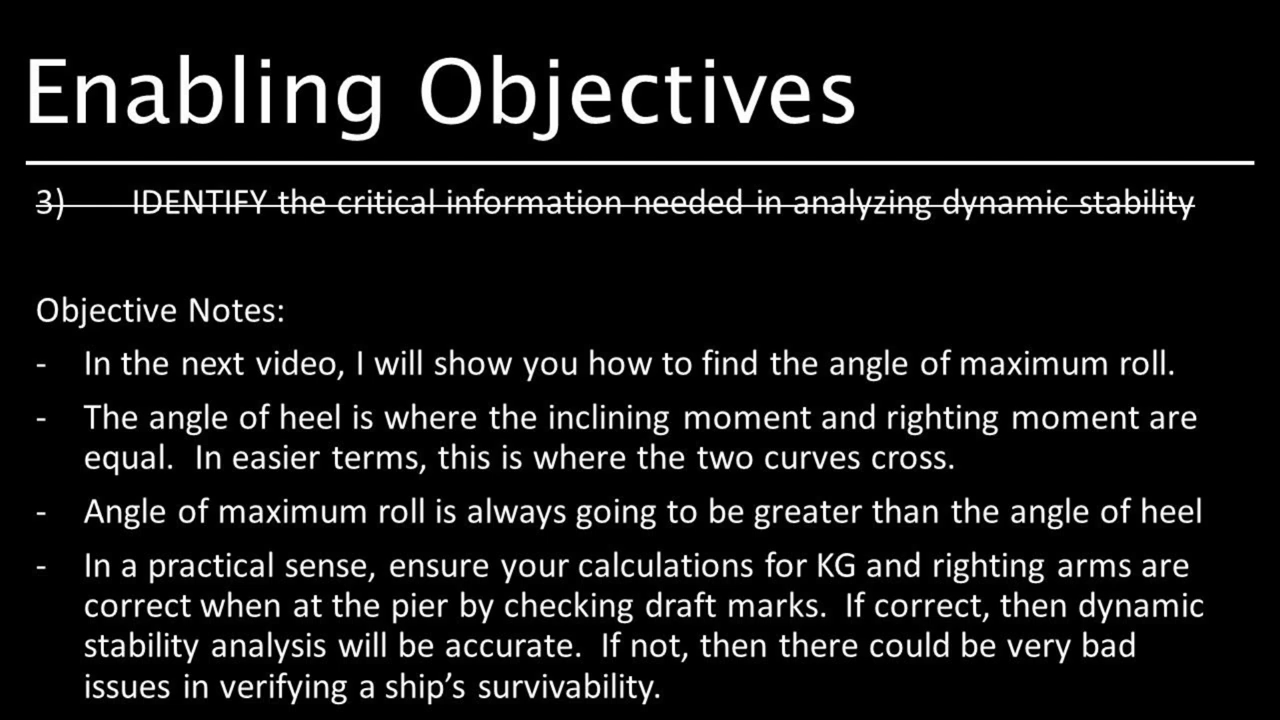 Enabling Objectives
3) IDENTIFY the critical information needed in analyzing dynamic stability
Objective Notes:
- In the next video, I will show you how to find the angle of maximum roll.
- The angle of heel is where the inclining moment and righting moment are
equal.  In easier terms, this is where the two curves cross.
- Angle of maximum roll is always going to be greater than the angle of heel
- In a practical sense, ensure your calculations for KG and righting arms are
correct when at the pier by checking draft marks.  If correct, then dynamic
stability analysis will be accurate.  If not, then there could be very bad
issues in verifying a ship’s survivability.